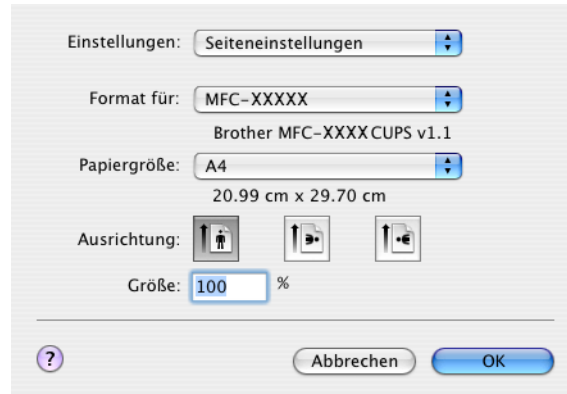 Einstellungen: Seiteneinstellungen
Format für: MFC-XXXXX
Brother MFC-XXXX CUPS v1.1
Papiergröße: A4
20.99 cm x 29.70 cm
Ausrichtung:
Größe: 100 %
? Abbrechen OK